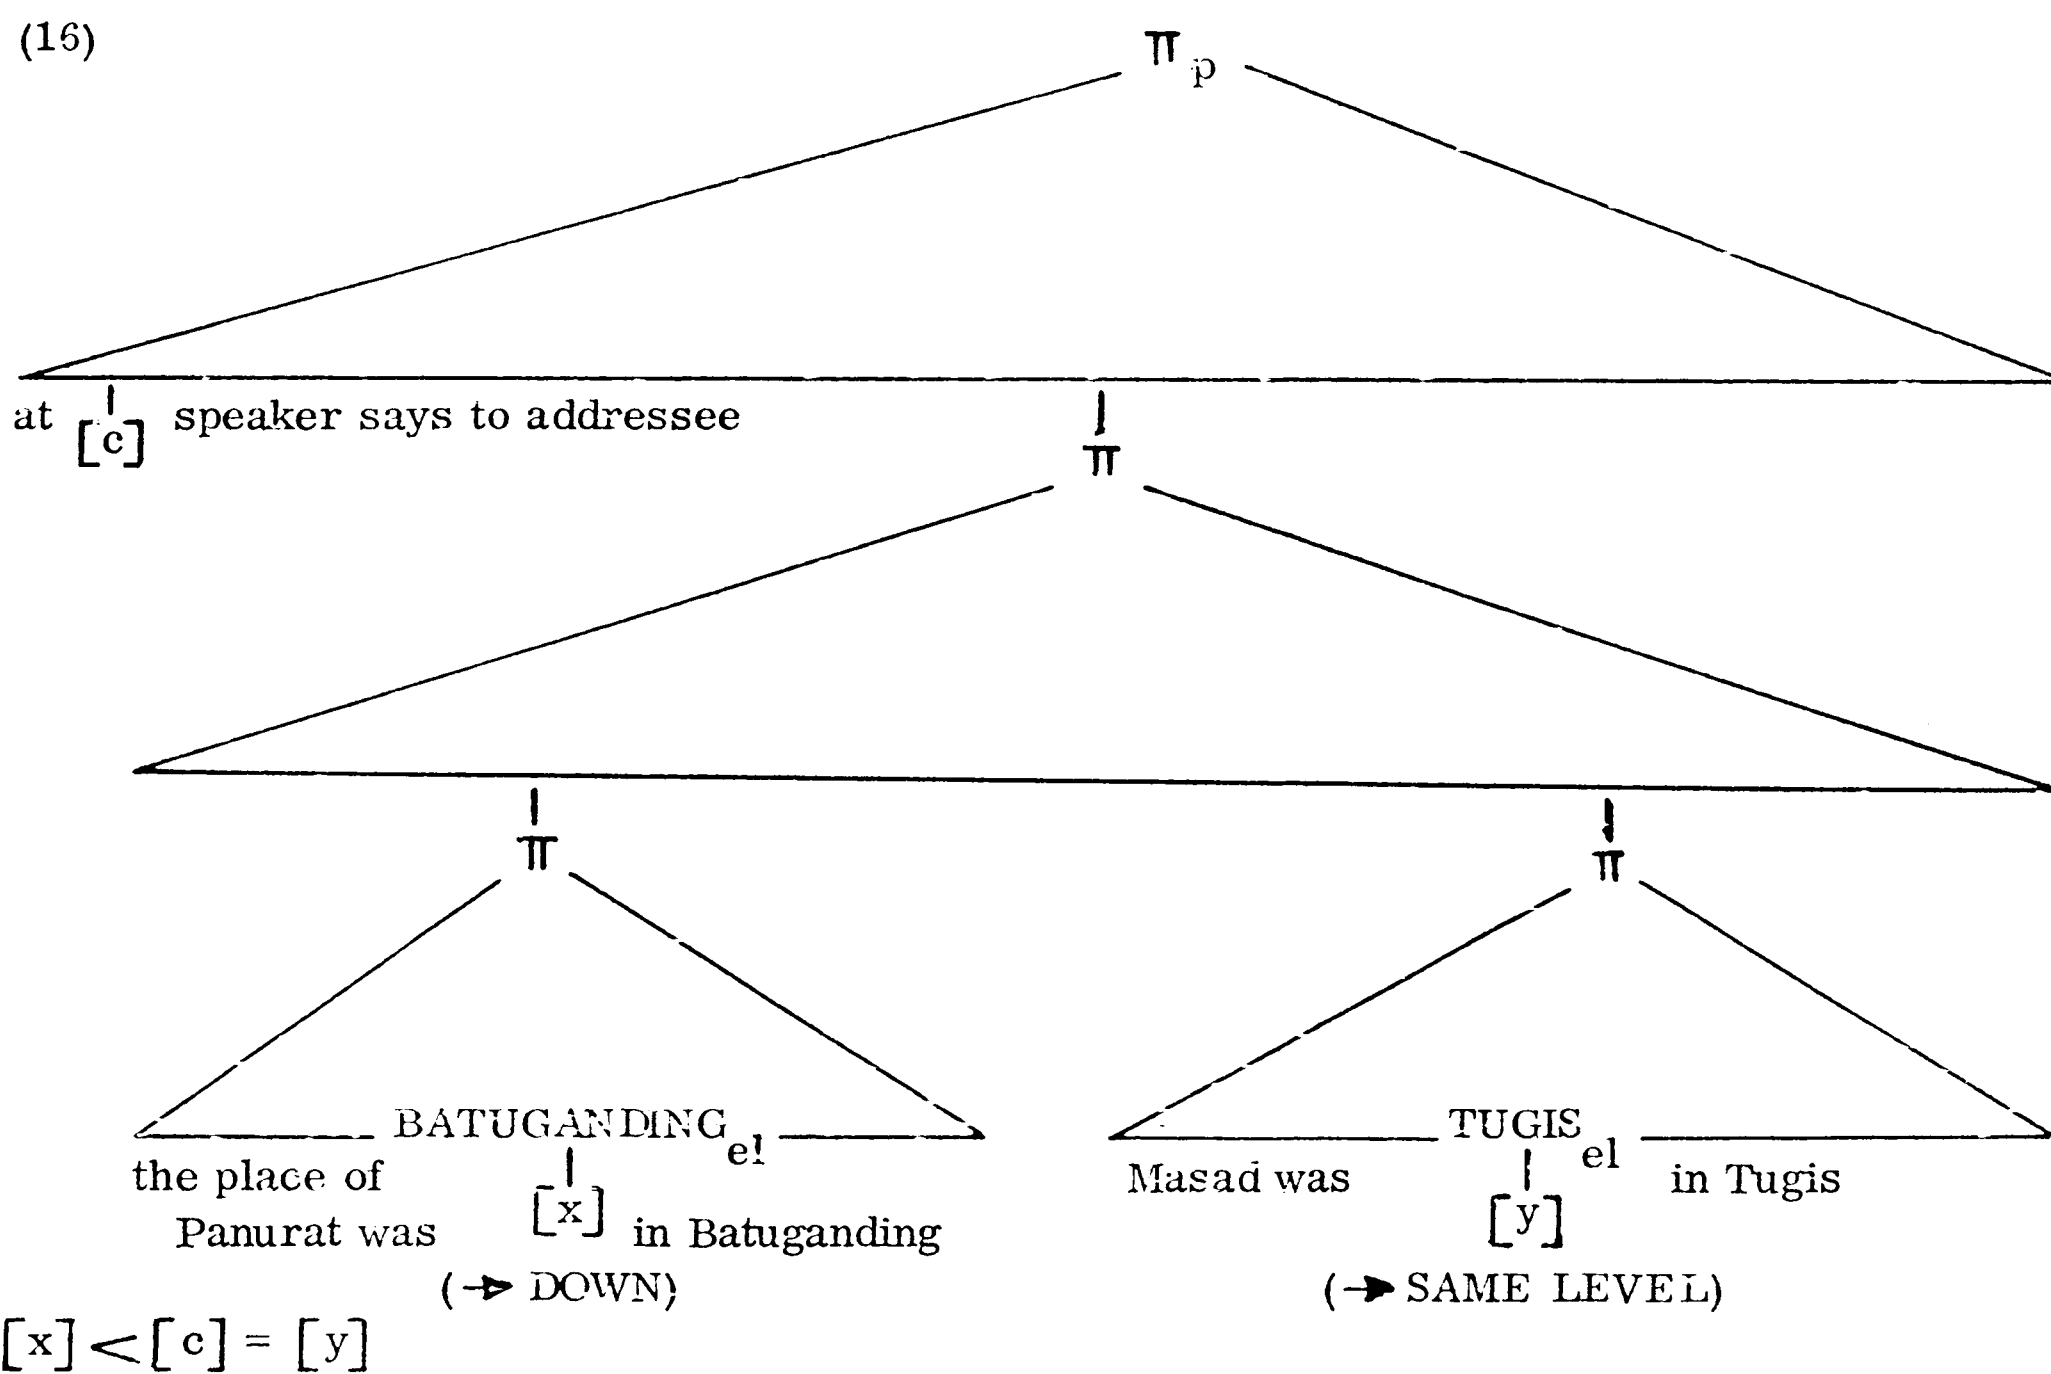 (16)
π p
at [c] speaker says to addressee
π
π π
BATUGANDING el TUGIS el
the place of [x] Masad was [y] in Tugis
Panurat was in Batuganding
(→ DOWN) (→ SAME LEVEL)
[x] < [c] = [y]